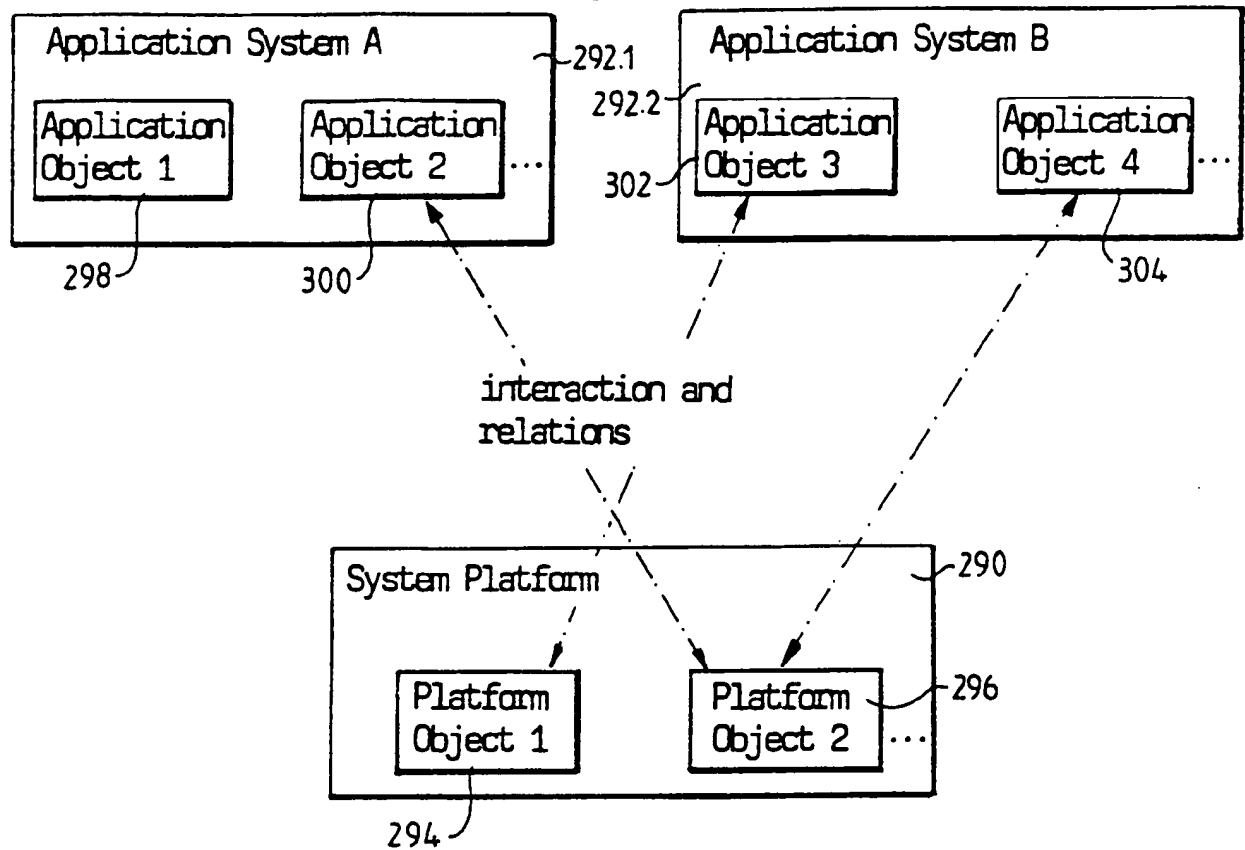 Application System A
292.1
Application
Object 1
Application
Object 2
...
298
300
Application System B
292.2
Application
Object 3
302
Application
Object 4
...
304
interaction and
relations
System Platform
290
Platform
Object 1
294
Platform
Object 2
296
...